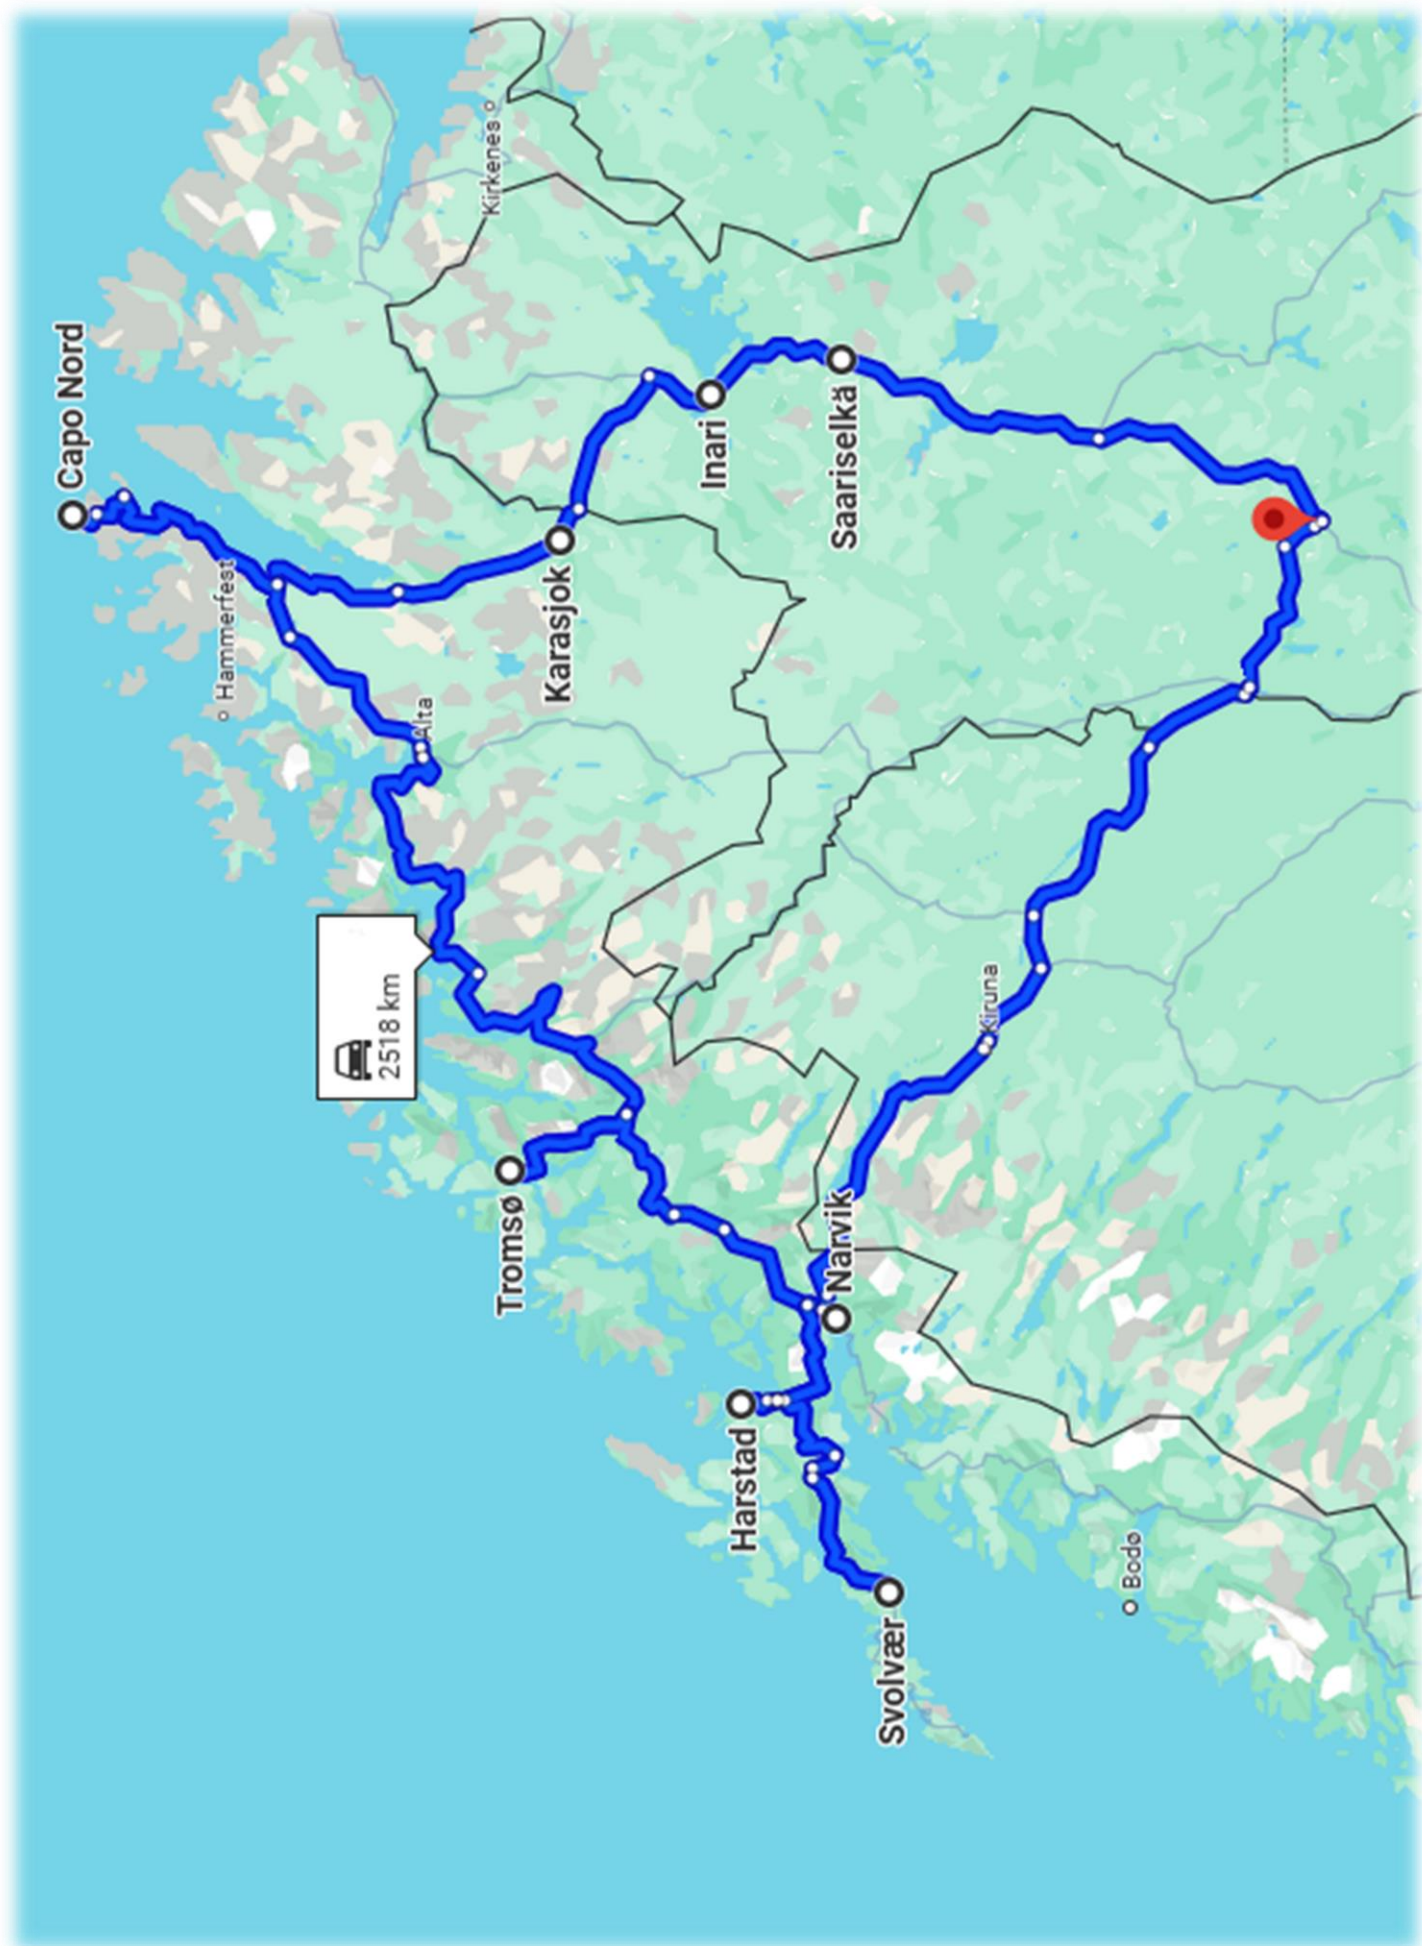 Capo Nord
Hammerfest
Kirkenes
Alta
Karasjok
Inari
Saariselkä
2518 km
Tromsø
Kiruna
Narvik
Harstad
Svolvær
Bodø